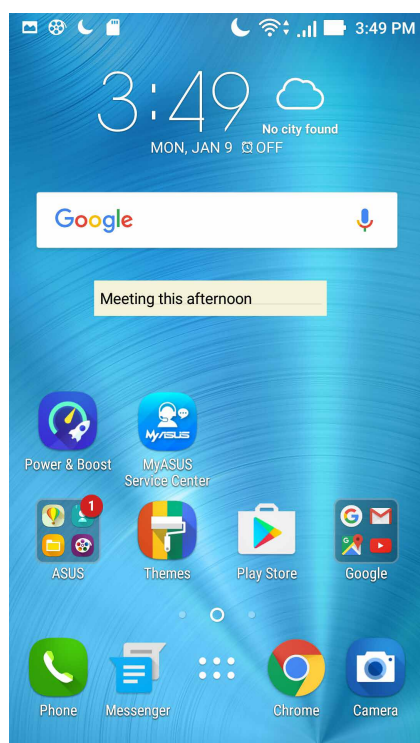 3:49 PM
3:49
No city found
MON, JAN 9 OFF
Google
Meeting this afternoon
MyASUS
Power & Boost
MyASUS
Service Center
1
G
G
ASUS
Themes
Play Store
Google
Phone
Messenger
Chrome
Camera